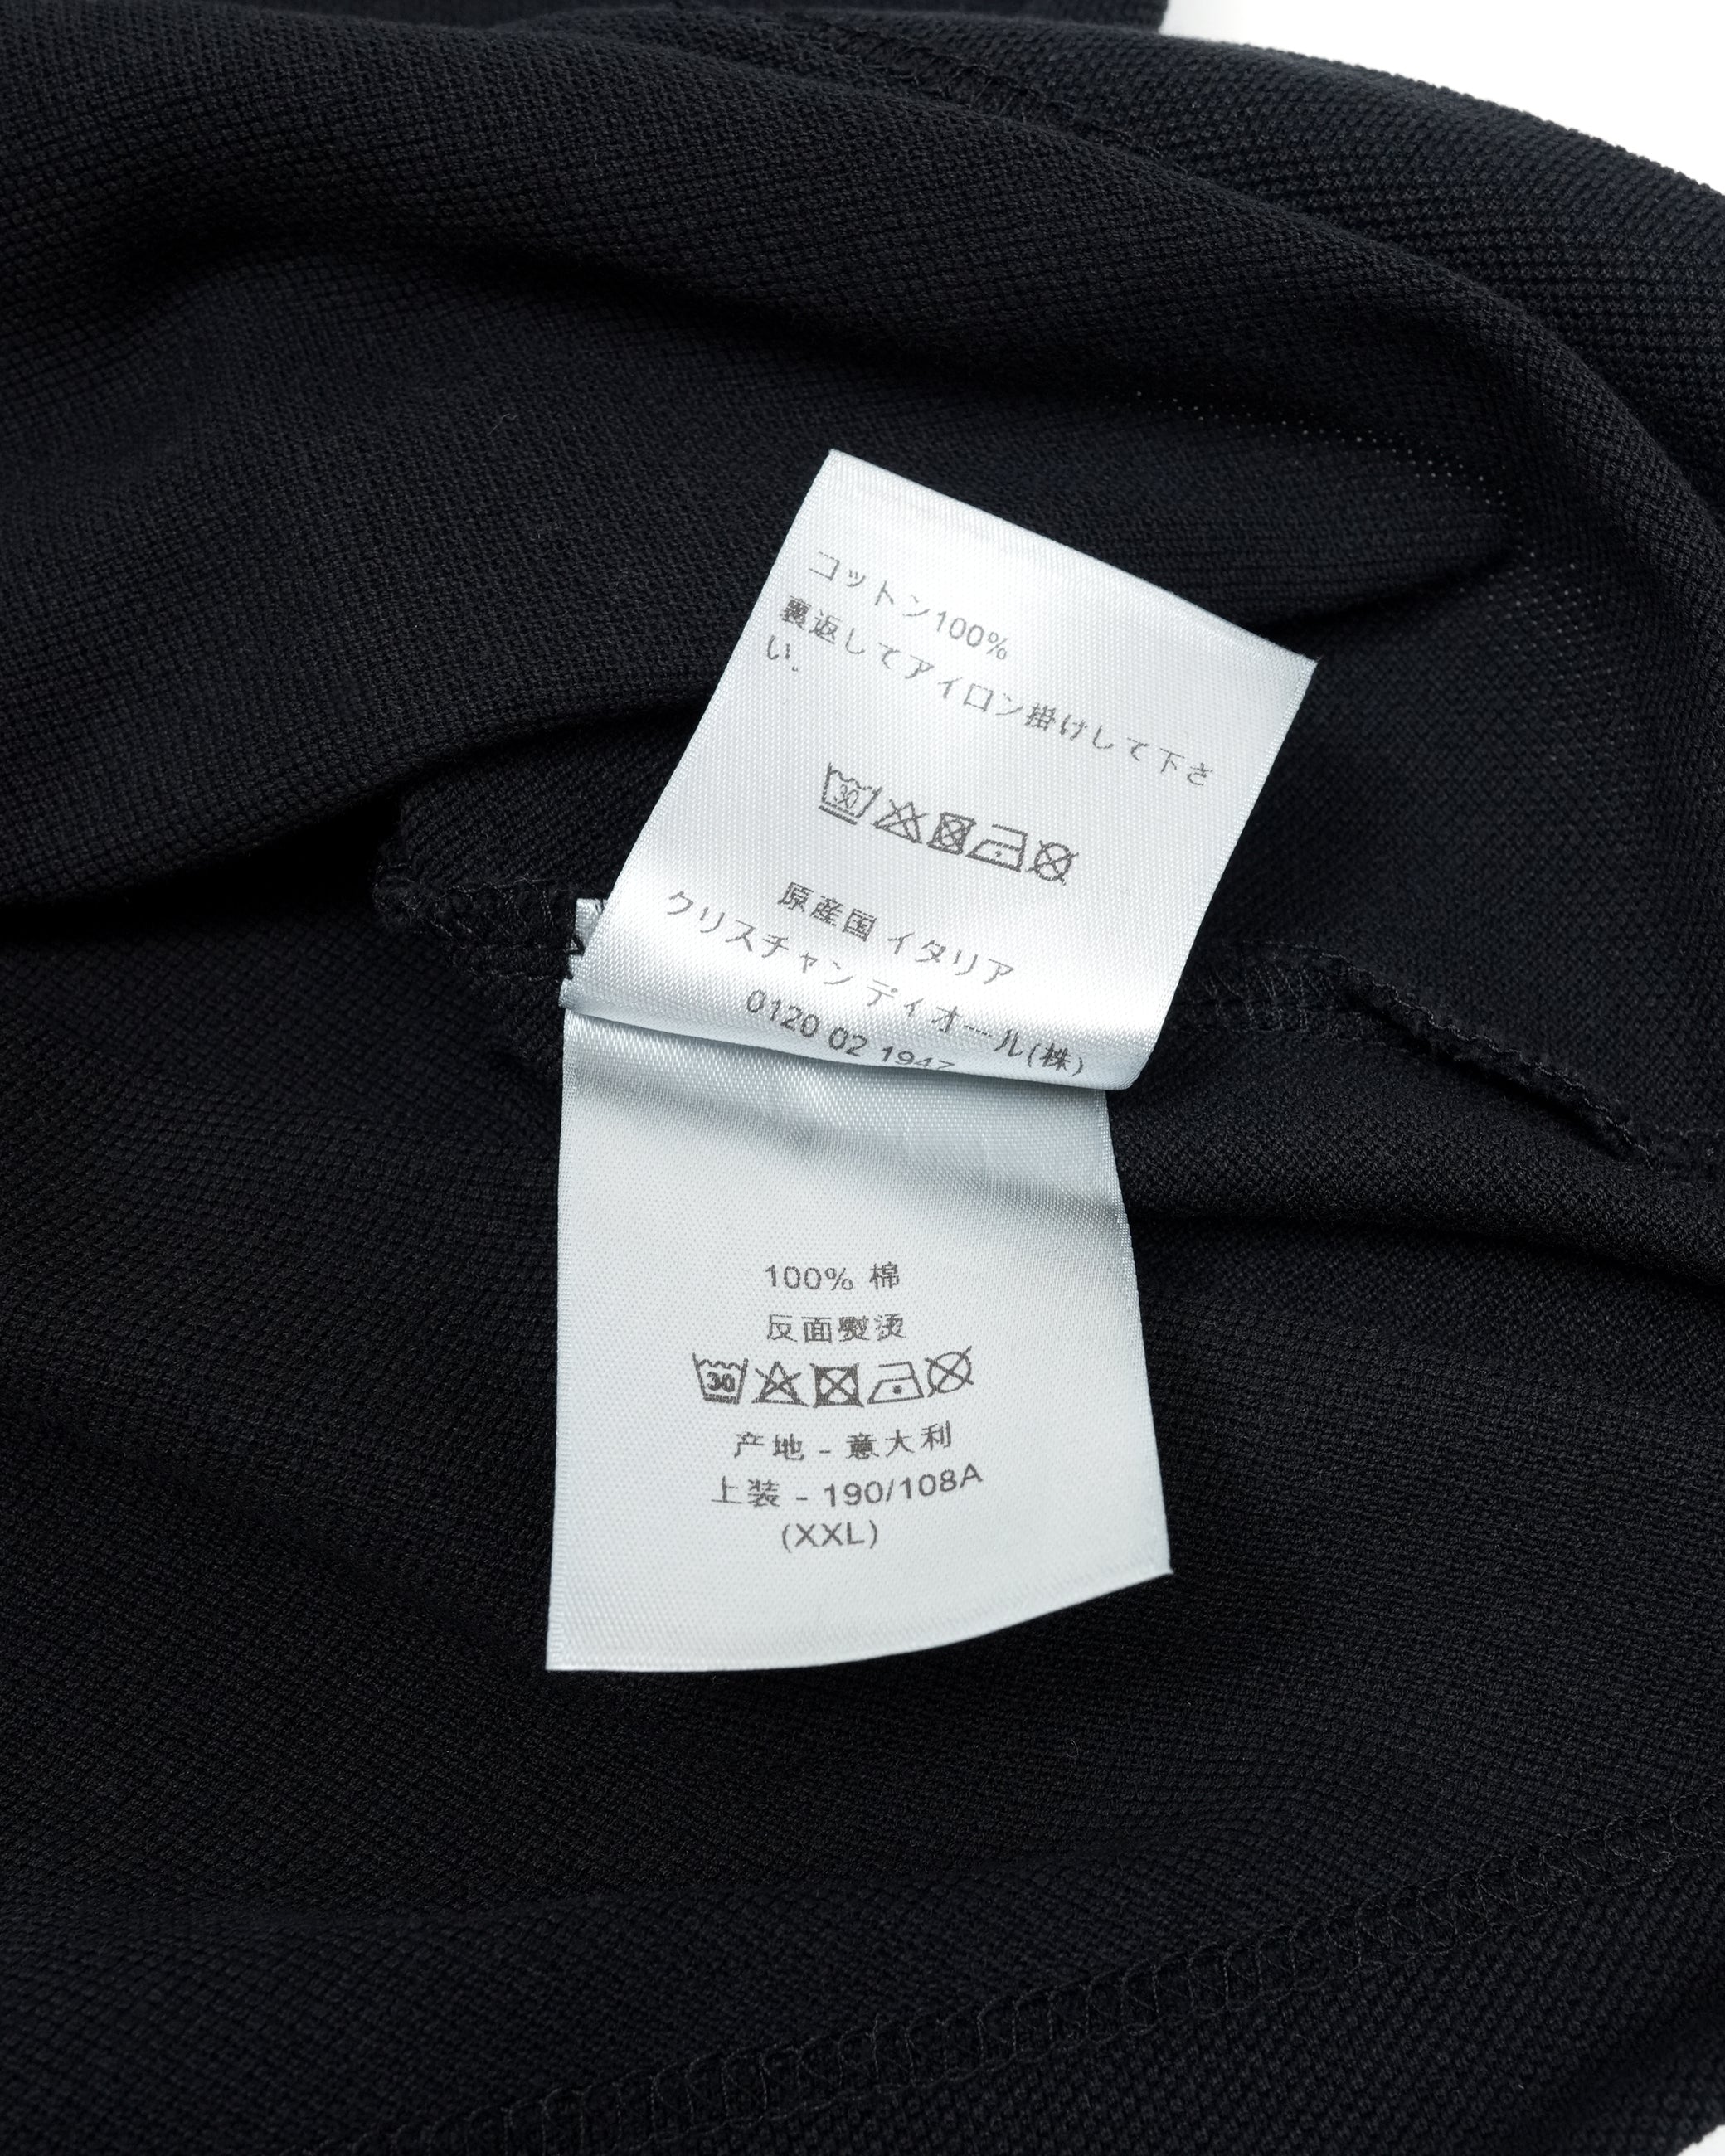 コットン100%
裏返してアイロン掛けして下さ
い。
30
原産国 イタリア
クリスチャン ディオール(株)
0120 02 1947
100% 棉
反面熨烫
30
产地 - 意大利
上装 - 190/108A
(XXL)